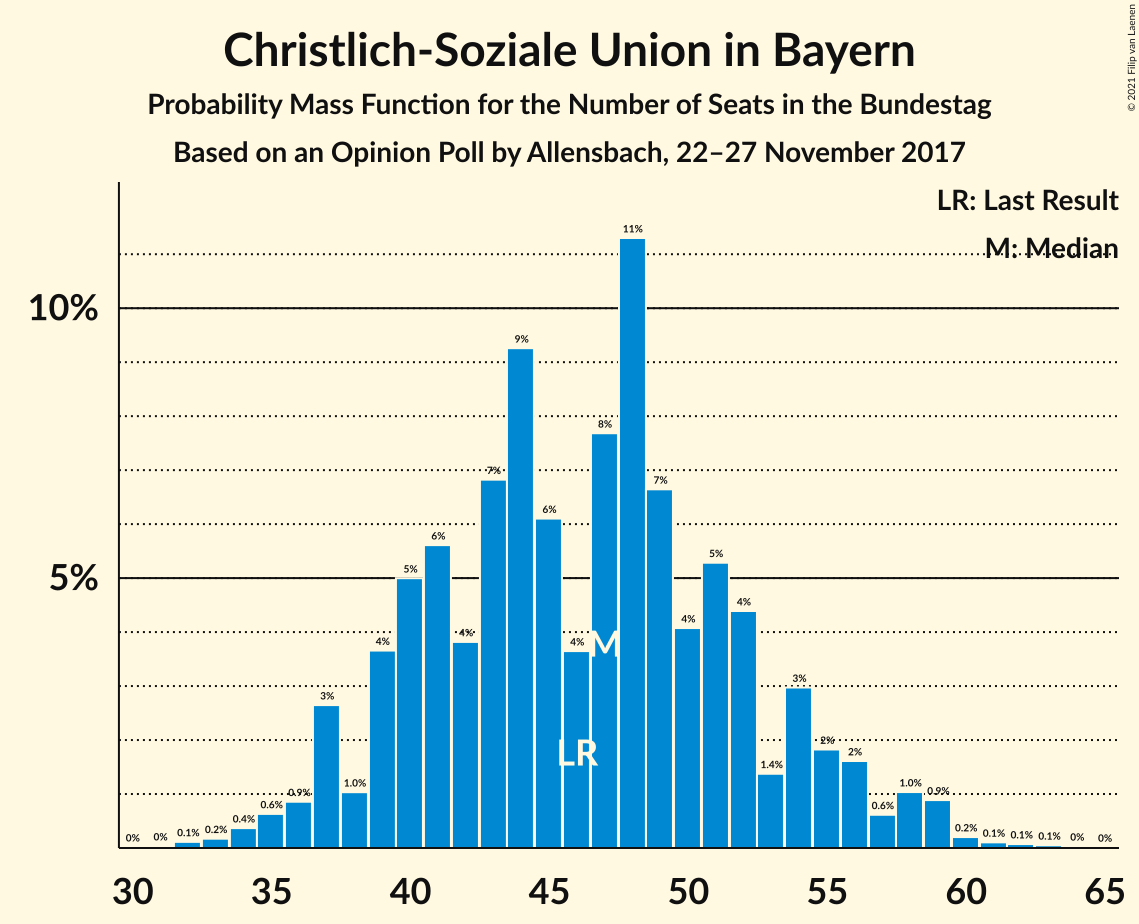 Christlich-Soziale Union in Bayern
Probability Mass Function for the Number of Seats in the Bundestag
Based on an Opinion Poll by Allensbach, 22–27 November 2017
© 2021 Filip van Laenen
LR: Last Result
M: Median
10%
5%
0% 0% 0.1% 0.2% 0.4% 0.6% 0.9% 3% 1.0% 4% 5% 6% 4% 7% 9% 6% 4% 8% 11% 7% 4% 5% 4% 1.4% 3% 2% 2% 0.6% 1.0% 0.9% 0.2% 0.1% 0.1% 0.1% 0% 0%
M
LR
30 35 40 45 50 55 60 65